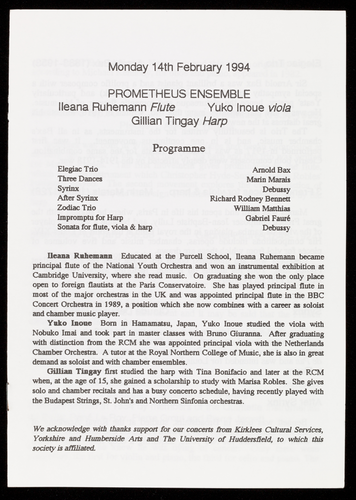 Monday 14th February 1994
PROMETHEUS ENSEMBLE
Ileana Ruhemann Flute Yuko Inoue viola
Gillian Tingay Harp
Programme
Elegiac Trio Arnold Bax
Three Dances Marin Marais
Syrinx Debussy
After Syrinx Richard Rodney Bennett
Zodiac Trio William Matthias
Impromptu for Harp Gabriel Fauré
Sonata for flute, viola & harp Debussy
Ileana Ruhemann Educated at the Purcell School, Ileana Ruhemann became
principal flute of the National Youth Orchestra and won an instrumental exhibition at
Cambridge University, where she read music. On graduating she won the only place
open to foreign flautists at the Paris Conservatoire. She has played principal flute in
most of the major orchestras in the UK and was appointed principal flute in the BBC
Concert Orchestra in 1989, a position which she now combines with a career as soloist
and chamber music player.
Yuko Inoue Born in Hamamatsu, Japan, Yuko Inoue studied the viola with
Nobuko Imai and took part in master classes with Bruno Giuranna. After graduating
with distinction from the RCM she was appointed principal viola with the Netherlands
Chamber Orchestra. A tutor at the Royal Northern College of Music, she is also in great
demand as soloist and with chamber ensembles.
Gillian Tingay first studied the harp with Tina Bonifacio and later at the RCM
when, at the age of 15, she gained a scholarship to study with Marisa Robles. She gives
solo and chamber recitals and has a busy concerto schedule, having recently played with
the Budapest Strings, St. John's and Northern Sinfonia orchestras.
We acknowledge with thanks support for our concerts from Kirklees Cultural Services,
Yorkshire and Humberside Arts and The University of Huddersfield, to which this
society is affiliated.